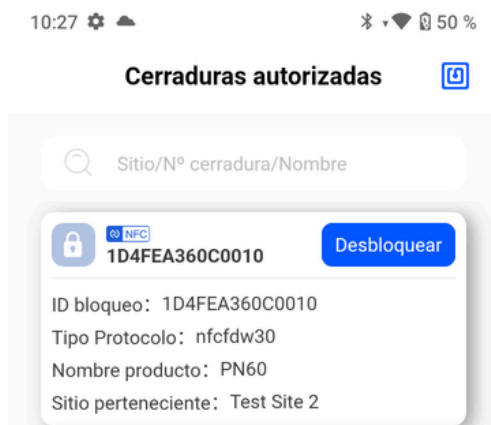 10:27 50 %
Cerraduras autorizadas
Sitio/Nº cerradura/Nombre
NFC
1D4FEA360C0010 Desbloquear
ID bloqueo: 1D4FEA360C0010
Tipo Protocolo: nfcfdw30
Nombre producto: PN60
Sitio perteneciente: Test Site 2